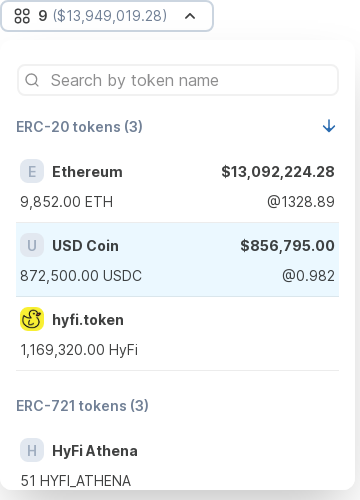 9 ($13,949,019.28)
Search by token name
ERC-20 tokens (3)
E Ethereum $13,092,224.28
9,852.00 ETH @1328.89
U USD Coin $856,795.00
872,500.00 USDC @0.982
hyfi.token
1,169,320.00 HyFi
ERC-721 tokens (3)
H HyFi Athena
51 HYFI_ATHENA